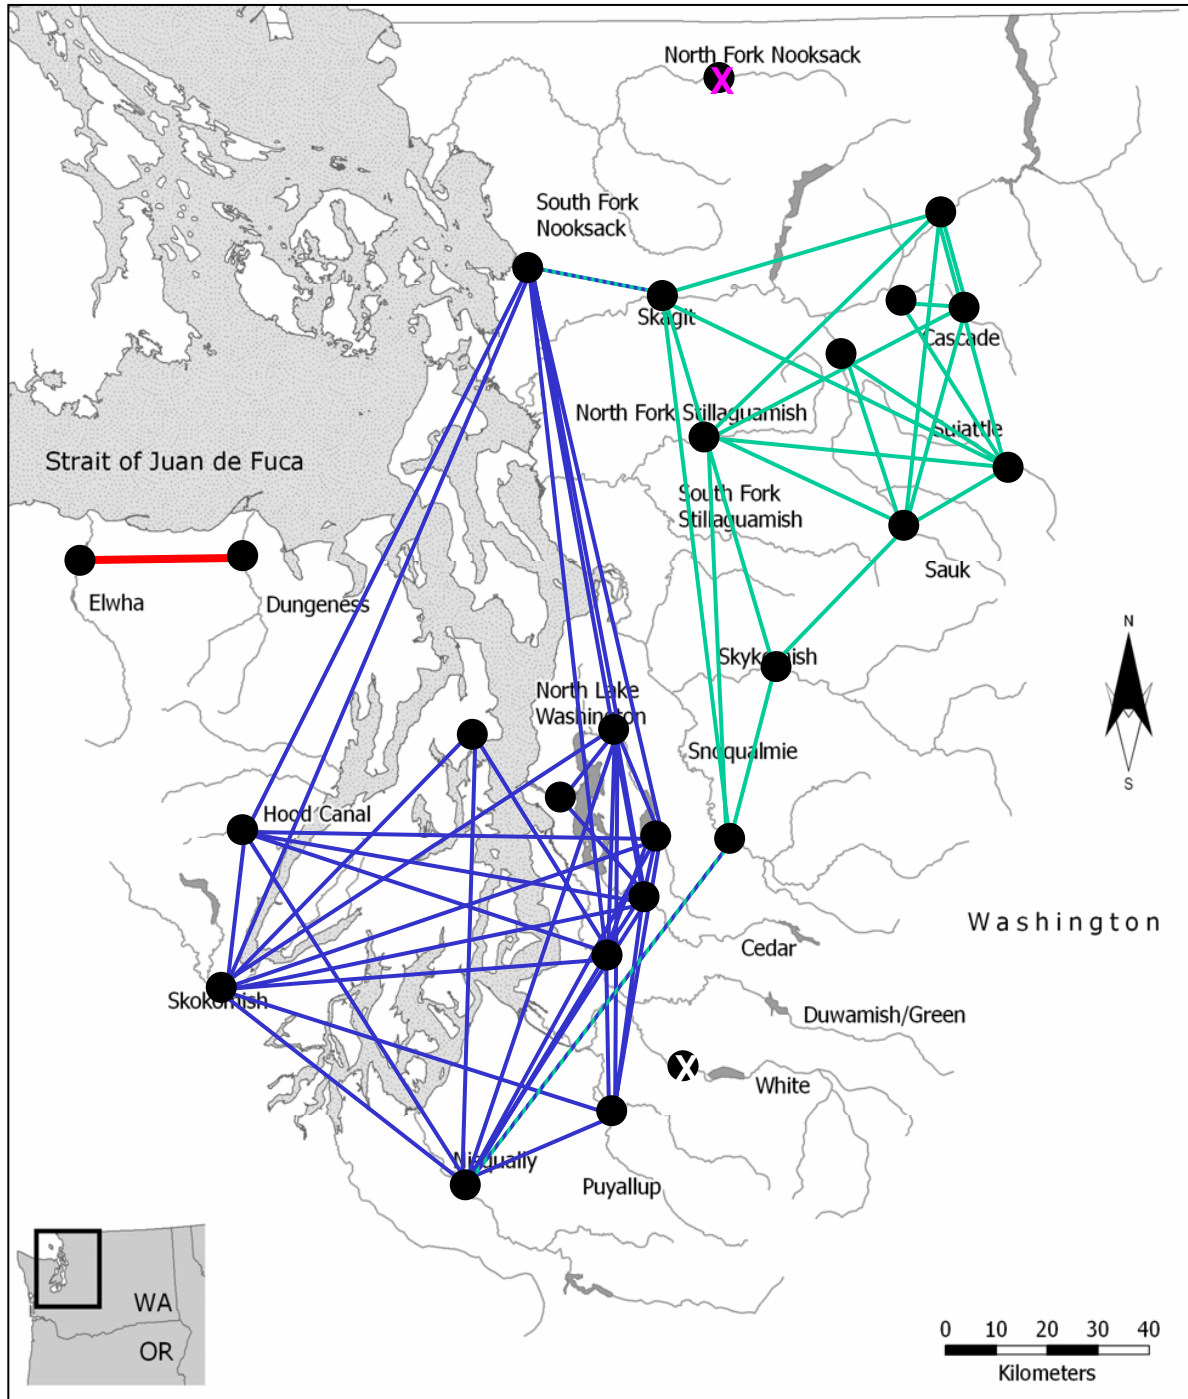 North Fork Nooksack
X
South Fork
Nooksack
Skagit
Cascade
North Fork Stillaguamish
Suiattle
Strait of Juan de Fuca
South Fork
Stillaguamish
Sauk
Elwha
Dungeness
N
S
Skykomish
North Lake
Washington
Snoqualmie
Hood Canal
Washington
Cedar
Skokomish
Duwamish/Green
X
White
Nisqually
Puyallup
WA
OR
0 10 20 30 40
Kilometers